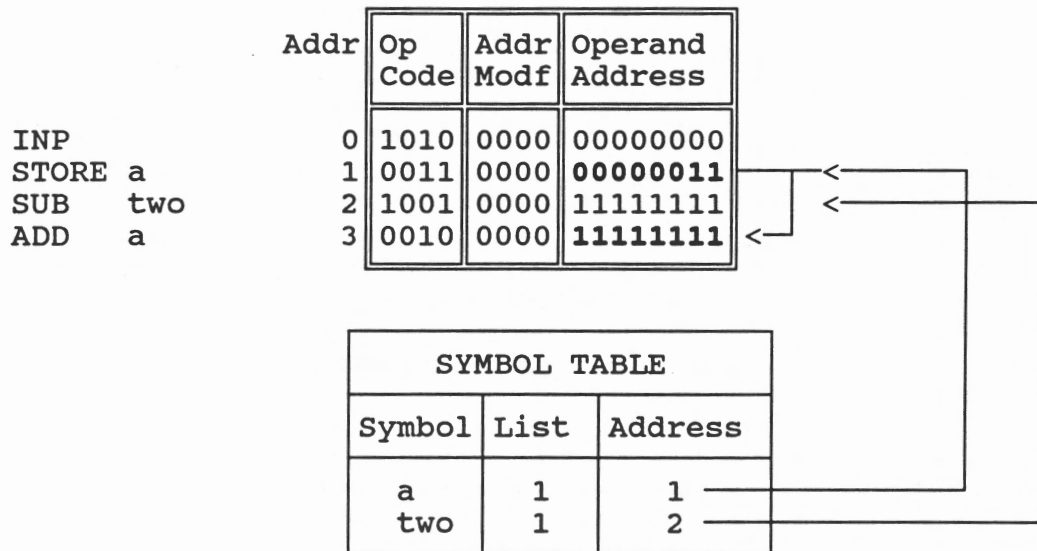 Addr Op Code Addr Modf Operand Address
INP 0 1010 0000 00000000
STORE a 1 0011 0000 00000011 <
SUB two 2 1001 0000 11111111 <
ADD a 3 0010 0000 11111111 <
SYMBOL TABLE
Symbol List Address
a 1 1
two 1 2